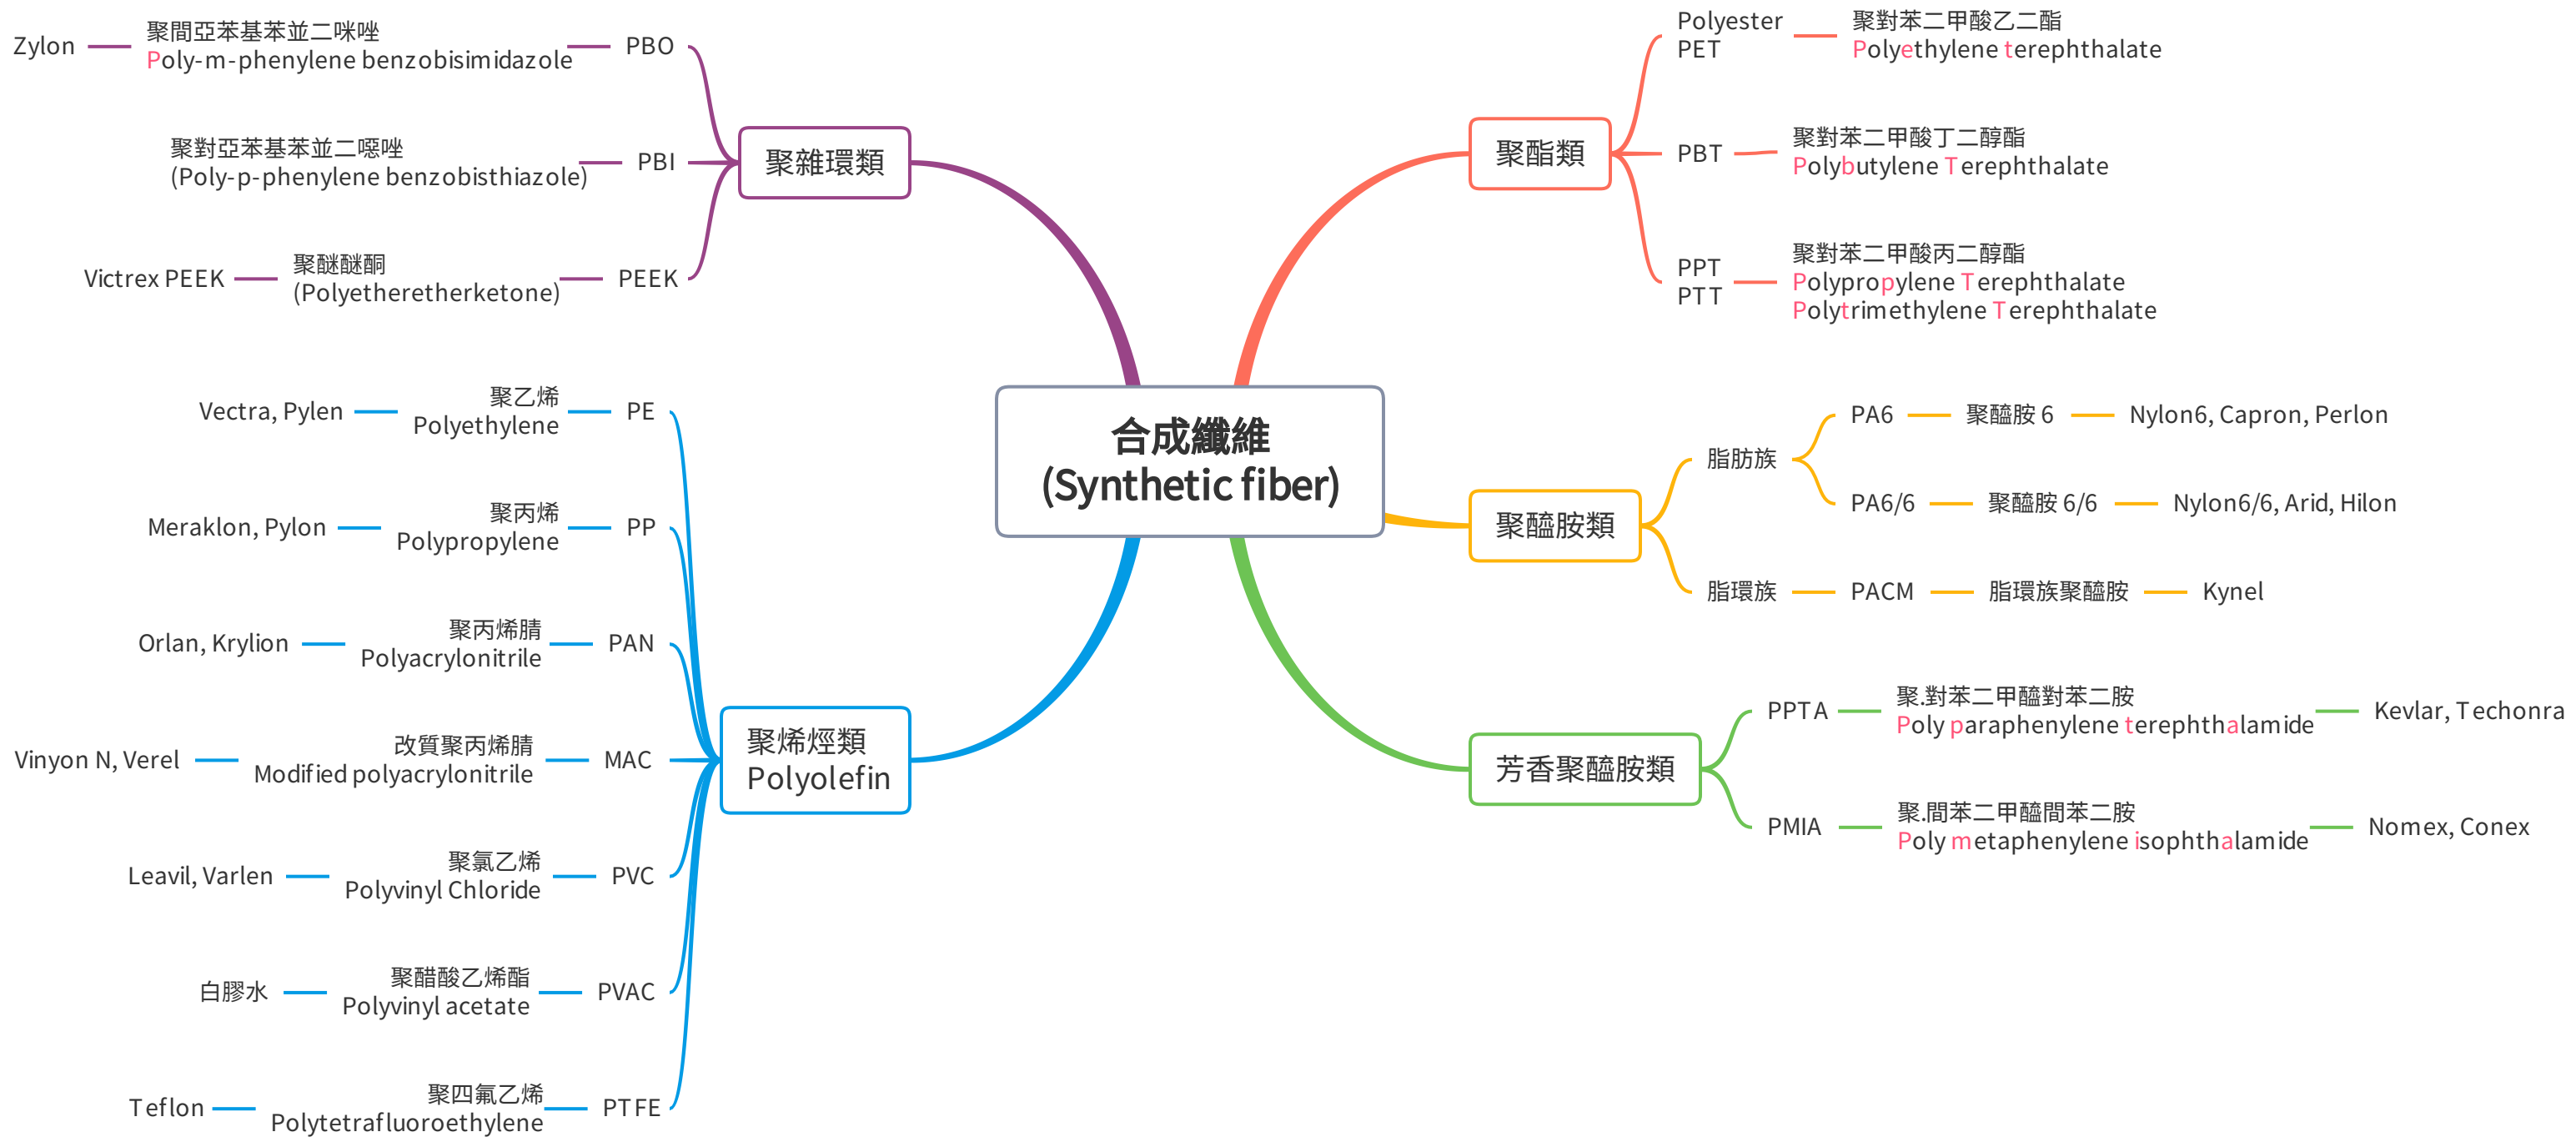 合成纖維
(Synthetic fiber)
聚酯類
Polyester
PET
聚對苯二甲酸乙二酯
Polyethylene terephthalate
PBT
聚對苯二甲酸丁二醇酯
Polybutylene Terephthalate
PPT
PTT
聚對苯二甲酸丙二醇酯
Polypropylene Terephthalate
Polytrimethylene Terephthalate
聚醯胺類
脂肪族
PA6
聚醯胺 6
Nylon6, Capron, Perlon
PA6/6
聚醯胺 6/6
Nylon6/6, Arid, Hilon
脂環族
PACM
脂環族聚醯胺
Kynel
芳香聚醯胺類
PPTA
聚.對苯二甲醯對苯二胺
Poly paraphenylene terephthalamide
Kevlar, Techonra
PMIA
聚.間苯二甲醯間苯二胺
Poly metaphenylene isophthalamide
Nomex, Conex
聚雜環類
PBO
聚間亞苯基苯並二咪唑
Poly-m-phenylene benzobisimidazole
Zylon
PBI
聚對亞苯基苯並二噁唑
(Poly-p-phenylene benzobisthiazole)
PEEK
聚醚醚酮
(Polyetheretherketone)
Victrex PEEK
聚烯烴類
Polyolefin
PE
聚乙烯
Polyethylene
Vectra, Pylen
PP
聚丙烯
Polypropylene
Meraklon, Pylon
PAN
聚丙烯腈
Polyacrylonitrile
Orlan, Krylion
MAC
改質聚丙烯腈
Modified polyacrylonitrile
Vinyon N, Verel
PVC
聚氯乙烯
Polyvinyl Chloride
Leavil, Varlen
PVAC
聚醋酸乙烯酯
Polyvinyl acetate
白膠水
PTFE
聚四氟乙烯
Polytetrafluoroethylene
Teflon